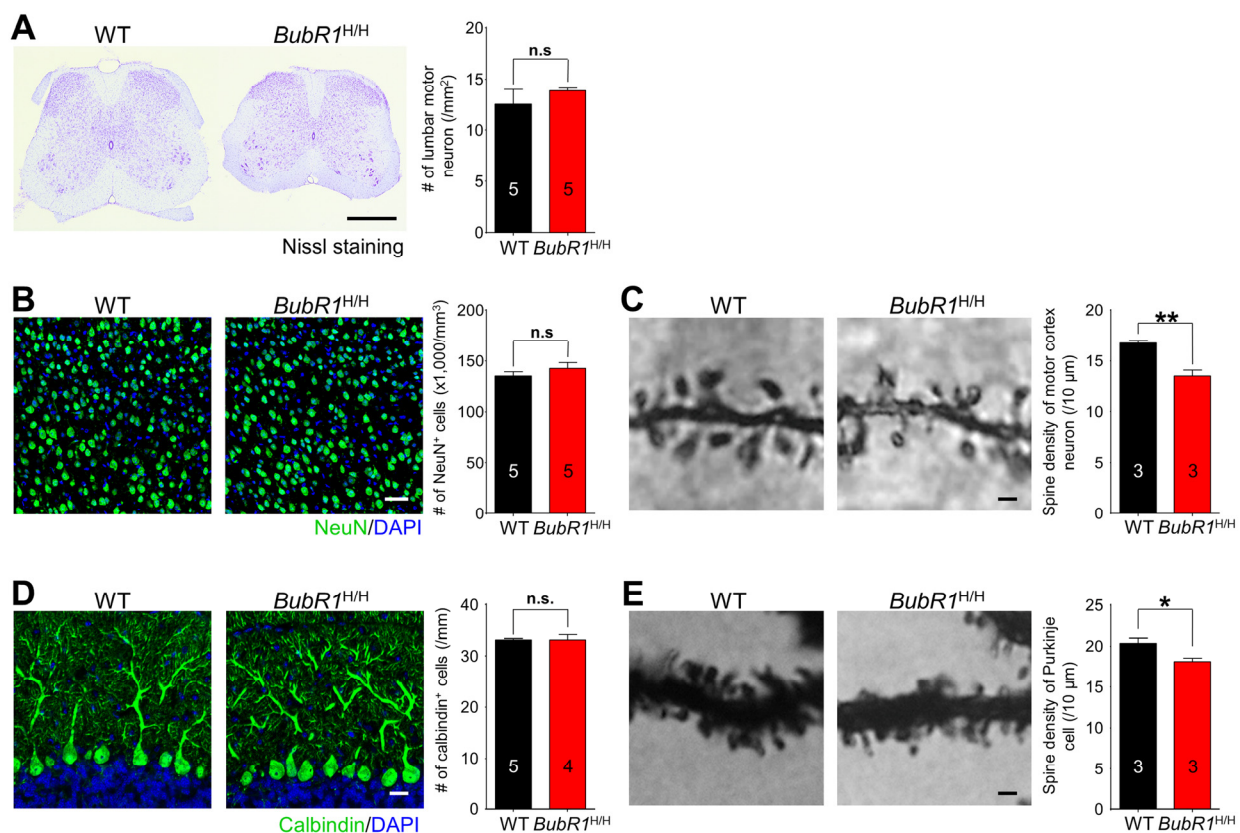 A
WT
BubR1H/H
Nissl staining
# of lumbar motor
neuron (/mm2)
20
15
10
5
0
n.s
5
5
WT BubR1H/H
B
WT
BubR1H/H
NeuN/DAPI
# of NeuN+ cells (x1,000/mm3)
200
150
100
50
0
n.s
5
5
WT BubR1H/H
C
WT
BubR1H/H
Spine density of motor cortex
neuron (/10 µm)
20
15
10
5
0
**
3
3
WT BubR1H/H
D
WT
BubR1H/H
Calbindin/DAPI
# of calbindin+ cells (/mm)
40
30
20
10
0
n.s.
5
4
WT BubR1H/H
E
WT
BubR1H/H
Spine density of Purkinje
cell (/10 µm)
25
20
15
10
5
0
*
3
3
WT BubR1H/H